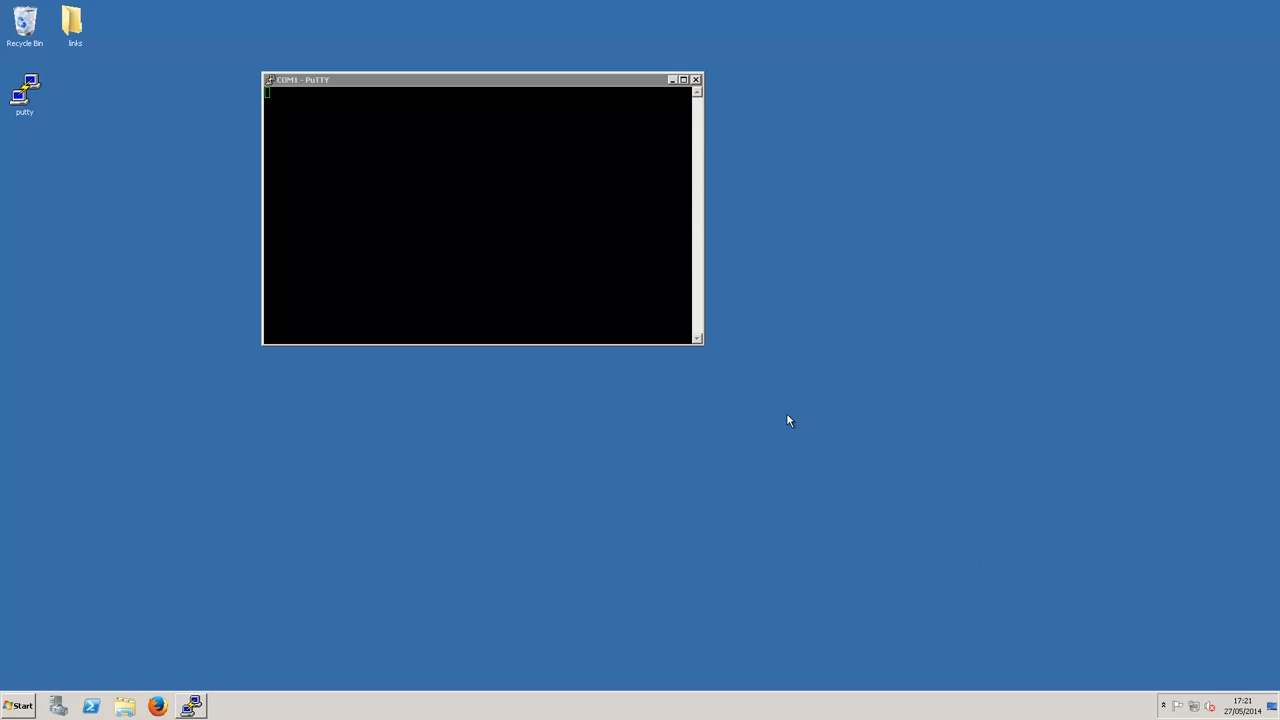 Recycle Bin
links
putty
COM1 - PuTTY
Start
17:21
27/05/2014